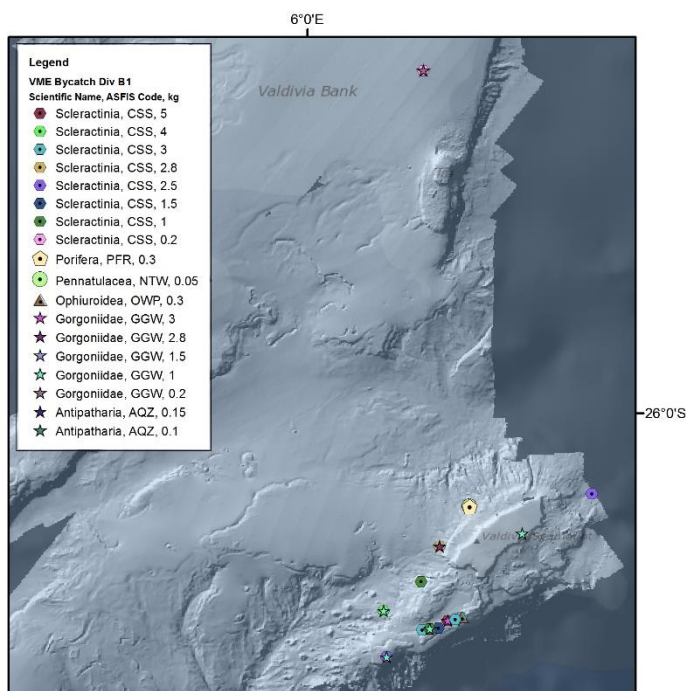 6°0'E
Legend
VME Bycatch Div B1
Scientific Name, ASFIS Code, kg
Scleractinia, CSS, 5
Scleractinia, CSS, 4
Scleractinia, CSS, 3
Scleractinia, CSS, 2.8
Scleractinia, CSS, 2.5
Scleractinia, CSS, 1.5
Scleractinia, CSS, 1
Scleractinia, CSS, 0.2
Porifera, PFR, 0.3
Pennatulacea, NTW, 0.05
Ophiuroidea, OWP, 0.3
Gorgoniidae, GGW, 3
Gorgoniidae, GGW, 2.8
Gorgoniidae, GGW, 1.5
Gorgoniidae, GGW, 1
Gorgoniidae, GGW, 0.2
Antipatharia, AQZ, 0.15
Antipatharia, AQZ, 0.1
Valdivia Bank
26°0'S